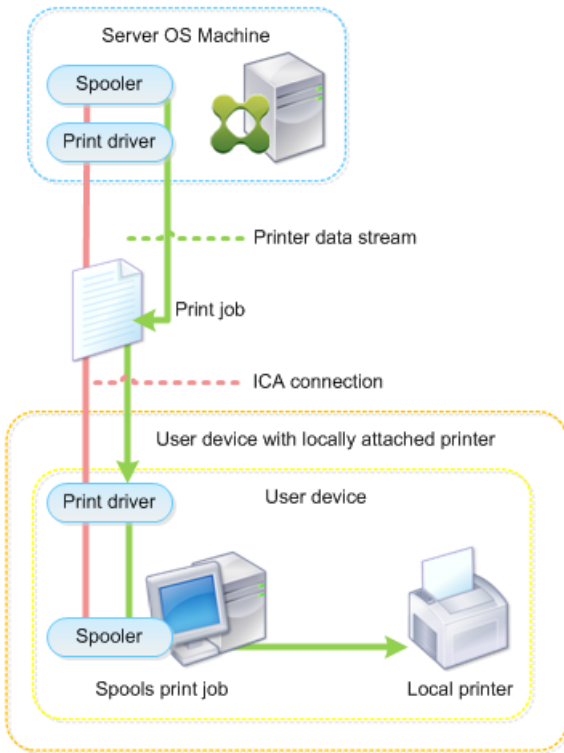 Server OS Machine
Spooler
Print driver
Printer data stream
Print job
ICA connection
User device with locally attached printer
Print driver
User device
Spooler
Spools print job
Local printer